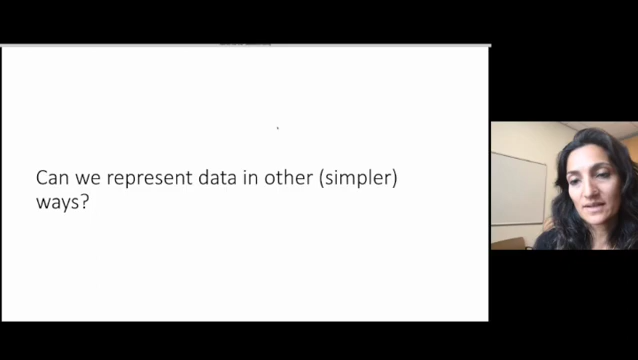 Can we represent data in other (simpler)
ways?